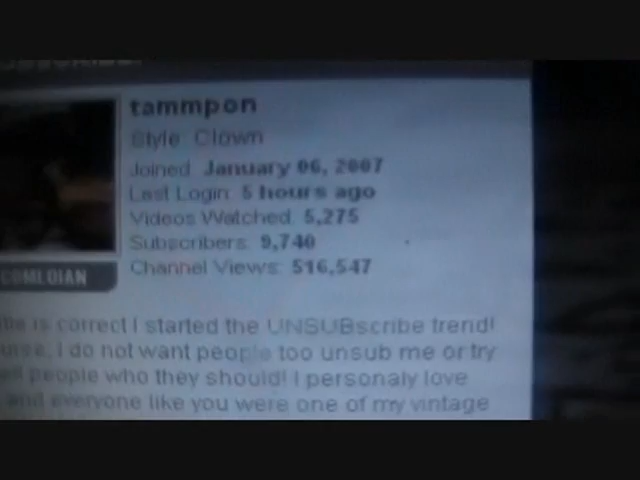 tammpon
Style: Clown
Joined: January 06, 2007
Last Login: 5 hours ago
Videos Watched: 5,275
Subscribers: 9,740
Channel Views: 516,547
is correct I started the UNSUBscribe trend!
I do not want people too unsub me or try
people who they should! I personaly love
and everyone like you were one of my vintage